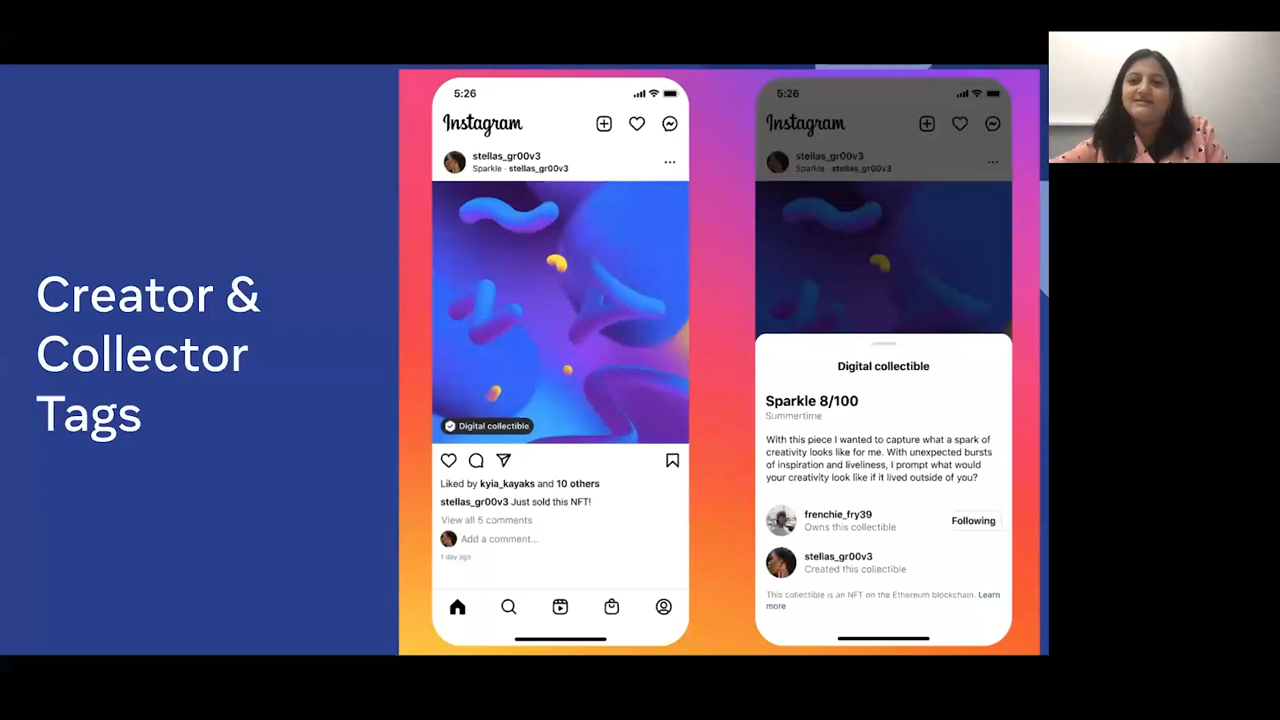 Creator &
Collector
Tags
5:26
Instagram
stellas_gr00v3
Sparkle · stellas_gr00v3
Digital collectible
Liked by kyia_kayaks and 10 others
stellas_gr00v3 Just sold this NFT!
View all 5 comments
Add a comment...
1 day ago
5:26
Instagram
stellas_gr00v3
Sparkle · stellas_gr00v3
Digital collectible
Sparkle 8/100
Summertime
With this piece I wanted to capture what a spark of
creativity looks like for me. With unexpected bursts
of inspiration and liveliness, I prompt what would
your creativity look like if it lived outside of you?
frenchie_fry39
Owns this collectible
Following
stellas_gr00v3
Created this collectible
This collectible is an NFT on the Ethereum blockchain. Learn
more